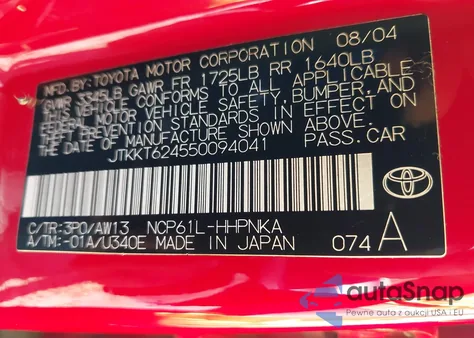 MFD. BY: TOYOTA MOTOR CORPORATION 08/04
GVWR 3345LB GAWR FR 1725LB RR 1640LB
THIS VEHICLE CONFORMS TO ALL APPLICABLE
FEDERAL MOTOR VEHICLE SAFETY, BUMPER, AND
THEFT PREVENTION STANDARDS IN EFFECT ON
THE DATE OF MANUFACTURE SHOWN ABOVE.
JTKKT624550094041 PASS. CAR
TOYOTA
C/TR: 3P0/AW13 NCP61L-HHPNKA
A/TM: -01A/U340E MADE IN JAPAN 074 A
autoSnap
Pewne auta z aukcji USA i EU